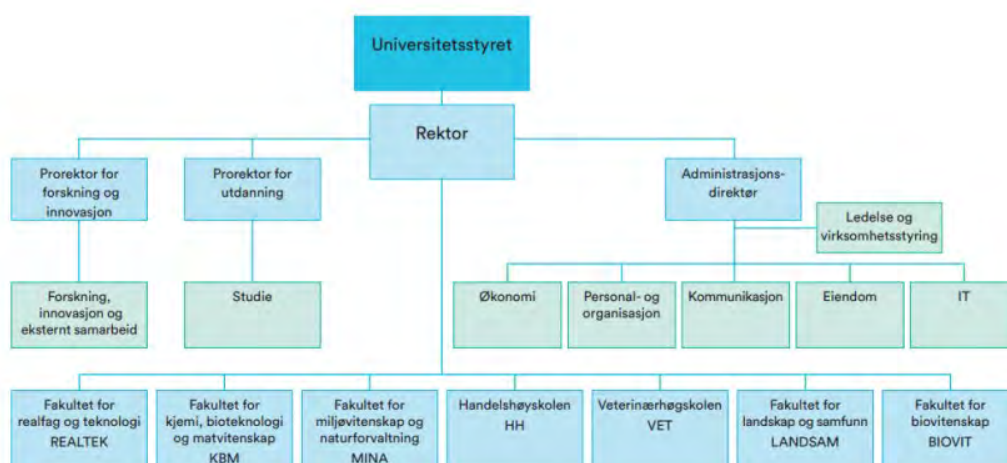 Universitetsstyret
Rektor
Prorektor for
forskning og
innovasjon
Prorektor for
utdanning
Administrasjons-
direktør
Ledelse og
virksomhetsstyring
Forskning,
innovasjon og
eksternt samarbeid
Studie
Økonomi
Personal- og
organisasjon
Kommunikasjon
Eiendom
IT
Fakultet for
realfag og teknologi
REALTEK
Fakultet for
kjemi, bioteknologi
og matvitenskap
KBM
Fakultet for
miljøvitenskap og
naturforvaltning
MINA
Handelshøyskolen
HH
Veterinærhøgskolen
VET
Fakultet for
landskap og samfunn
LANDSAM
Fakultet for
biovitenskap
BIOVIT